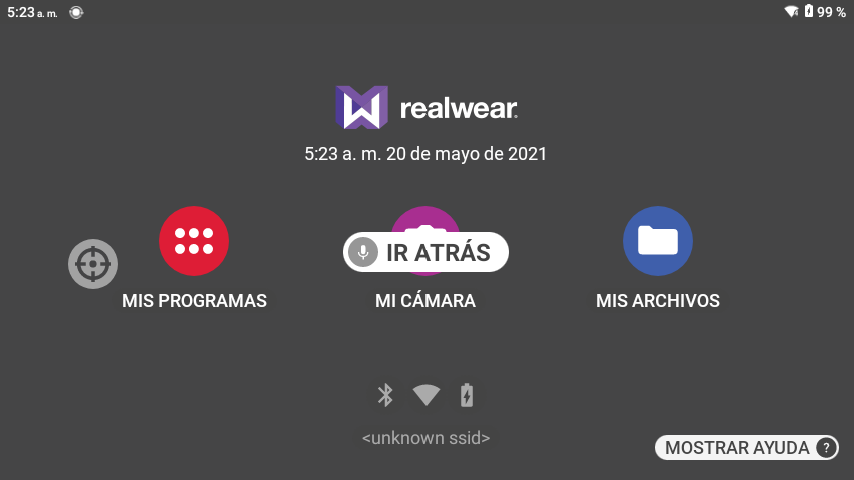 5:23 a. m.
99 %
realwear
5:23 a. m. 20 de mayo de 2021
IR ATRÁS
MIS PROGRAMAS
MI CÁMARA
MIS ARCHIVOS
<unknown ssid>
MOSTRAR AYUDA ?